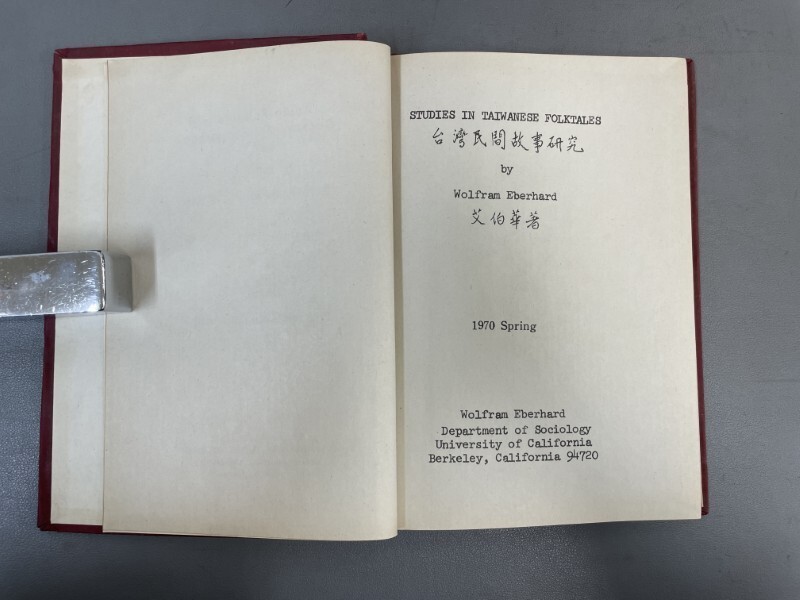 STUDIES IN TAIWANESE FOLKTALES
台灣民間故事研究
by
Wolfram Eberhard
艾伯華著
1970 Spring
Wolfram Eberhard
Department of Sociology
University of California
Berkeley, California 94720